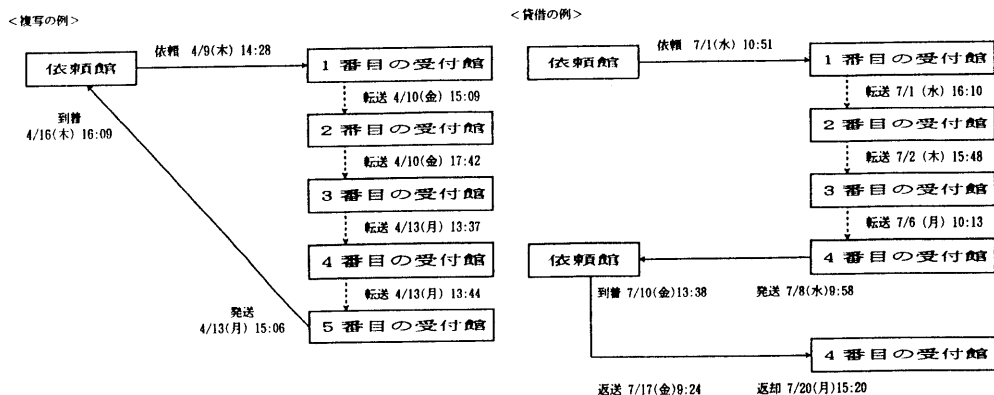 ＜複写の例＞
依頼館
依頼 4/9(木) 14:28
1番目の受付館
転送 4/10(金) 15:09
2番目の受付館
転送 4/10(金) 17:42
3番目の受付館
転送 4/13(月) 13:37
4番目の受付館
転送 4/13(月) 13:44
5番目の受付館
発送
4/13(月) 15:06
到着
4/16(木) 16:09
＜貸借の例＞
依頼館
依頼 7/1(水) 10:51
1番目の受付館
転送 7/1 (水) 16:10
2番目の受付館
転送 7/2 (木) 15:48
3番目の受付館
転送 7/6 (月) 10:13
4番目の受付館
発送 7/8(水)9:58
到着 7/10(金)13:38
依頼館
4番目の受付館
返送 7/17(金)9:24
返却 7/20(月)15:20